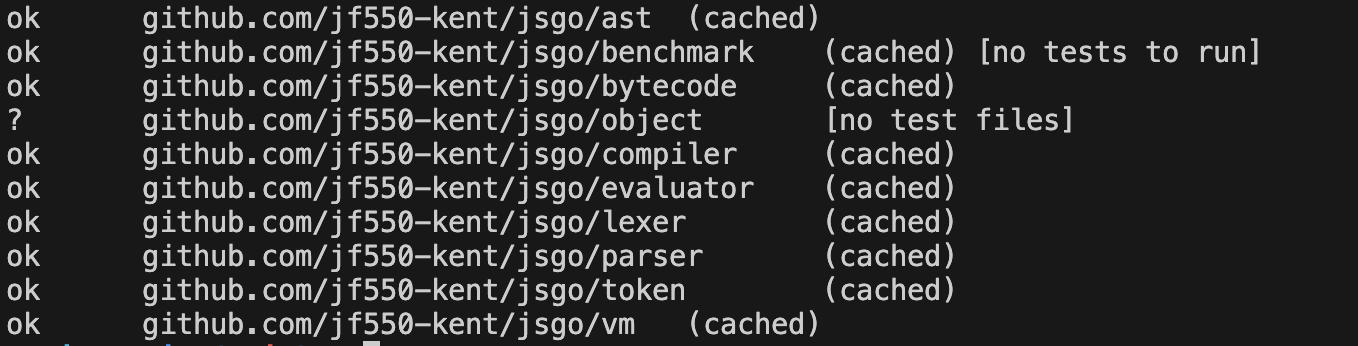 ok github.com/jf550-kent/jsgo/ast (cached)
ok github.com/jf550-kent/jsgo/benchmark (cached) [no tests to run]
ok github.com/jf550-kent/jsgo/bytecode (cached)
? github.com/jf550-kent/jsgo/object [no test files]
ok github.com/jf550-kent/jsgo/compiler (cached)
ok github.com/jf550-kent/jsgo/evaluator (cached)
ok github.com/jf550-kent/jsgo/lexer (cached)
ok github.com/jf550-kent/jsgo/parser (cached)
ok github.com/jf550-kent/jsgo/token (cached)
ok github.com/jf550-kent/jsgo/vm (cached)